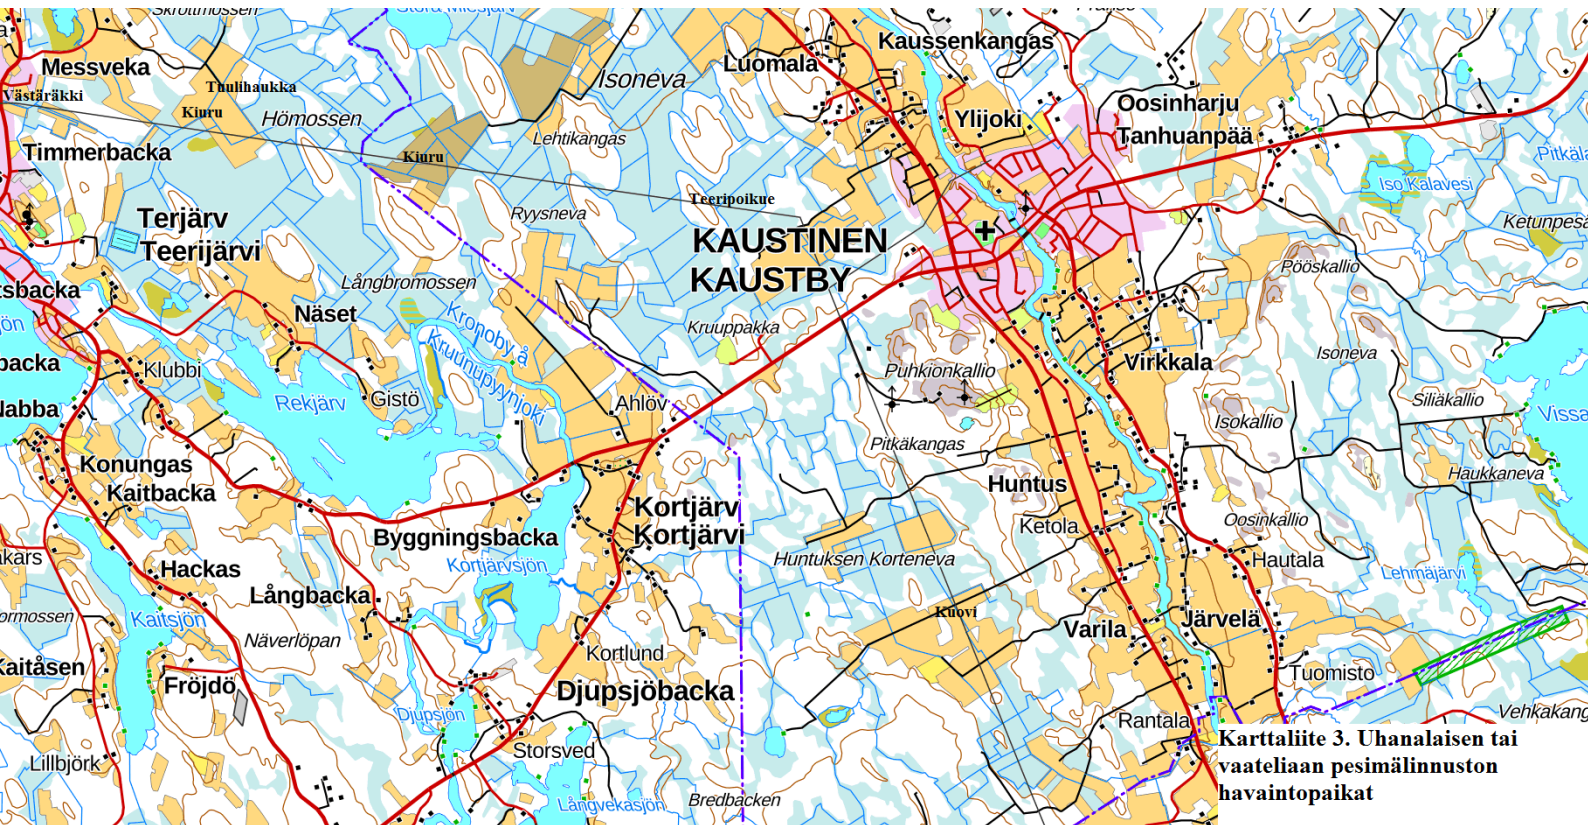 Skrottmossen
Kaussenkangas
Messveka
Luomala
Isoneva
Tuulihaukka
Västäräkki
Kiuru
Hömossen
Lehtikangas
Ylijoki
Oosinharju
Tanhuanpää
Timmerbacka
Kiuru
Pitkälä
Iso Kalavesi
Teeripoikue
Ryysneva
Terjärv
Teerijärvi
KAUSTINEN
KAUSTBY
Pööskallio
Långbromossen
tsbacka
Näset
Kronoby å
Kruunupyynjoki
Kruuppakka
Isoneva
backa
Klubbi
Puhkionkallio
Virkkala
Gistö
Rekjärv
Ahlöv
Siliäkallio
Vissa
Isokallio
Pitkäkangas
Konungas
Kaitbacka
Haukkaneva
Huntus
Kortjärv
Kortjärvi
Ketola
Oosinkallio
Byggningsbacka
Hautala
Huntuksen Korteneva
Kortjärvsjön
Lehmäjärvi
Hackas
Långbacka
Kuovi
Kaitsjön
Järvelä
Varila
Näverlöpan
Kortlund
Kaitåsen
Tuomisto
Fröjdö
Djupsjöbacka
Djupsjön
Rantala
Vehkakang
Karttaliite 3. Uhanalaisen tai
vaateliaan pesimälinnuston
havaintopaikat
Storsved
Lillbjörk
Långvekasjön
Bredbacken